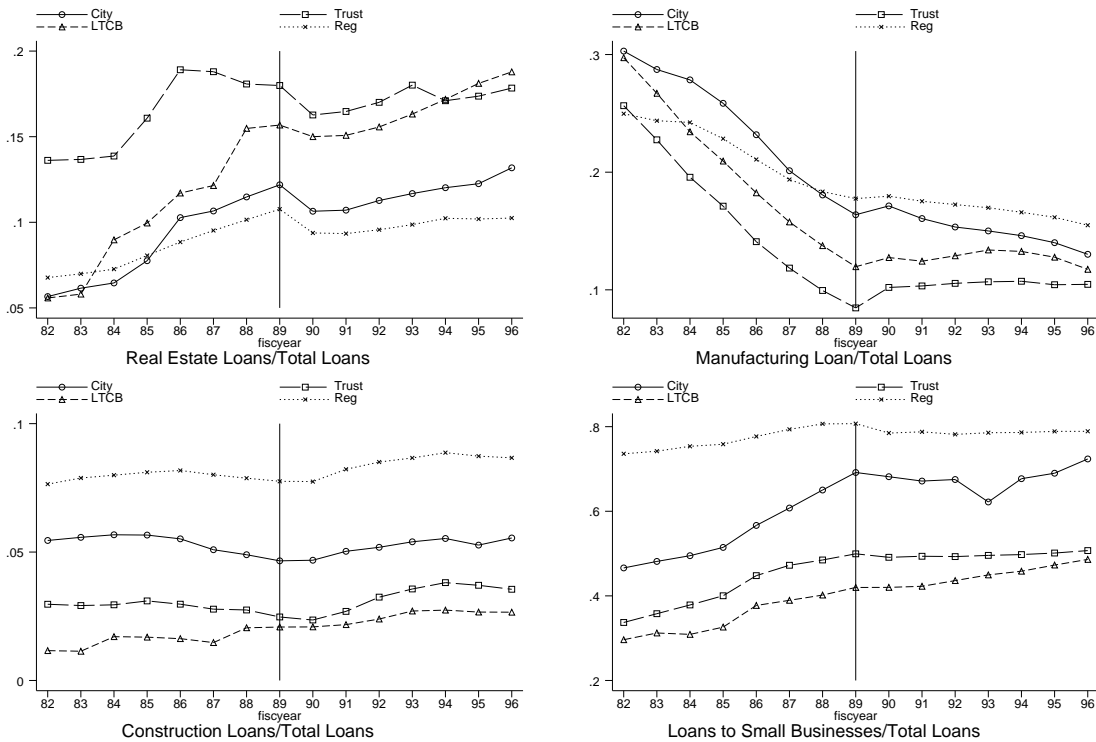 City Trust
LTCB Reg
.2
.15
.1
.05
82 83 84 85 86 87 88 89 90 91 92 93 94 95 96
fiscyear
Real Estate Loans/Total Loans
City Trust
LTCB Reg
.3
.2
.1
82 83 84 85 86 87 88 89 90 91 92 93 94 95 96
fiscyear
Manufacturing Loan/Total Loans
City Trust
LTCB Reg
.1
.05
0
82 83 84 85 86 87 88 89 90 91 92 93 94 95 96
fiscyear
Construction Loans/Total Loans
City Trust
LTCB Reg
.8
.6
.4
.2
82 83 84 85 86 87 88 89 90 91 92 93 94 95 96
fiscyear
Loans to Small Businesses/Total Loans